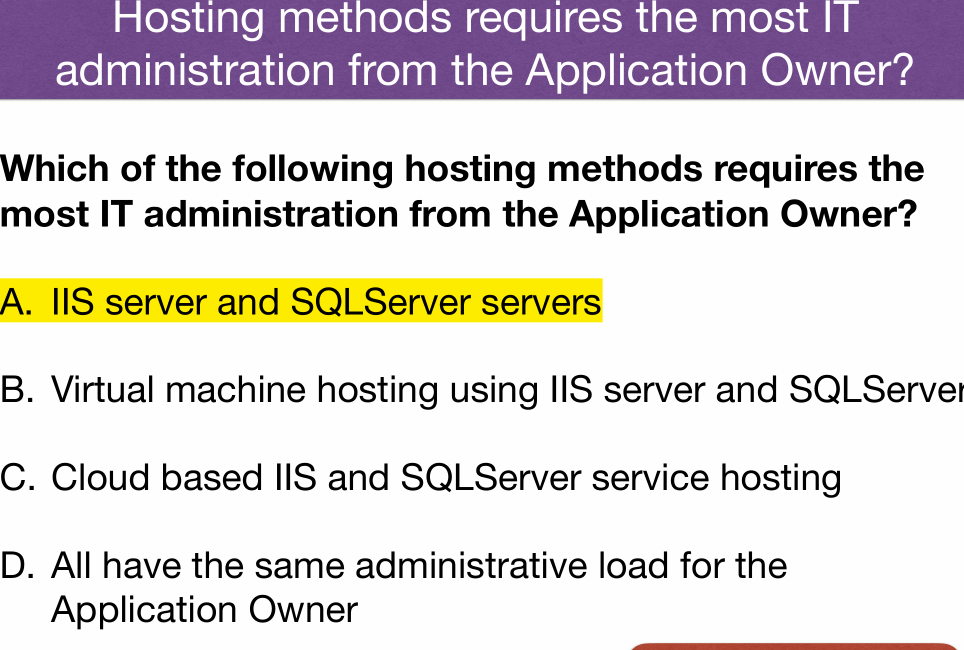 Hosting methods requires the most IT
administration from the Application Owner?
Which of the following hosting methods requires the
most IT administration from the Application Owner?
A. IIS server and SQLServer servers
B. Virtual machine hosting using IIS server and SQLServer
C. Cloud based IIS and SQLServer service hosting
D. All have the same administrative load for the
Application Owner